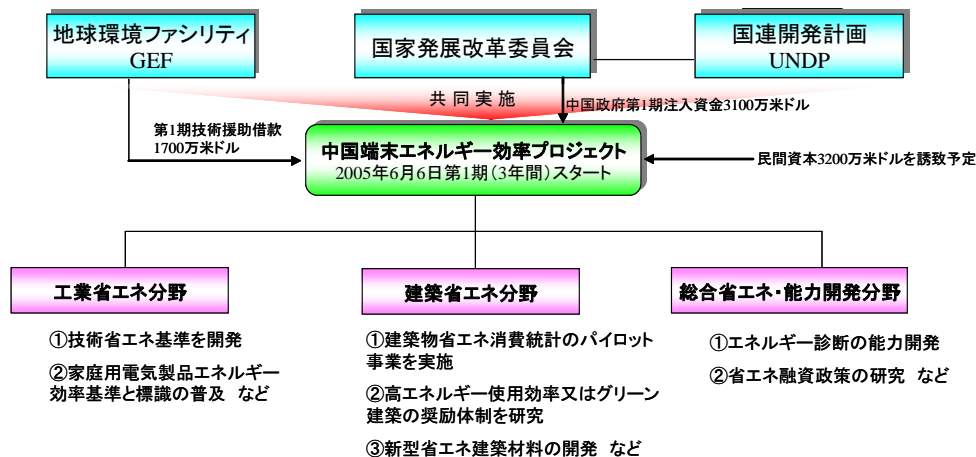 地球環境ファシリティ
GEF
国家発展改革委員会
国連開発計画
UNDP
共同実施
中国政府第1期注入資金3100万米ドル
第1期技術援助借款
1700万米ドル
中国端末エネルギー効率プロジェクト
2005年6月6日第1期(3年間)スタート
民間資本3200万米ドルを誘致予定
工業省エネ分野
①技術省エネ基準を開発
②家庭用電気製品エネルギー
効率基準と標識の普及 など
建築省エネ分野
①建築物省エネ消費統計のパイロット
事業を実施
②高エネルギー使用効率又はグリーン
建築の奨励体制を研究
③新型省エネ建築材料の開発 など
総合省エネ・能力開発分野
①エネルギー診断の能力開発
②省エネ融資政策の研究 など